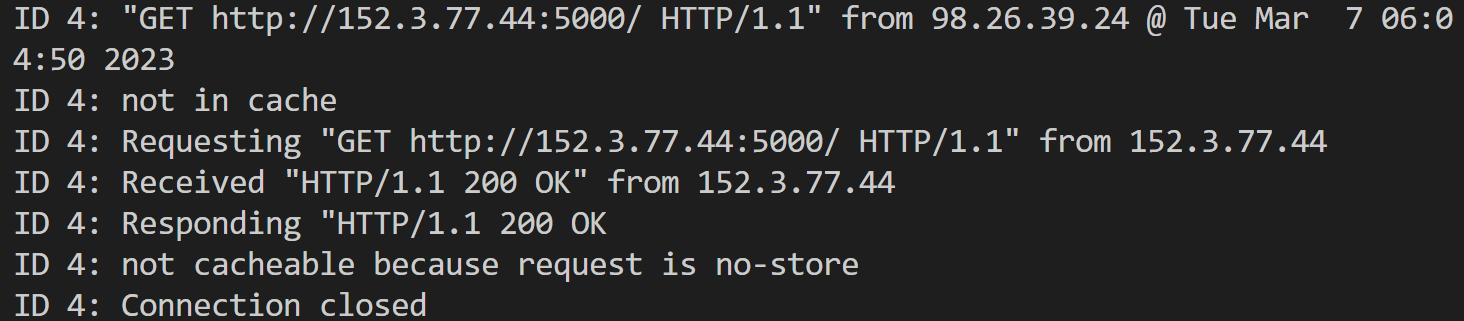 ID 4: "GET http://152.3.77.44:5000/ HTTP/1.1" from 98.26.39.24 @ Tue Mar  7 06:0
4:50 2023
ID 4: not in cache
ID 4: Requesting "GET http://152.3.77.44:5000/ HTTP/1.1" from 152.3.77.44
ID 4: Received "HTTP/1.1 200 OK" from 152.3.77.44
ID 4: Responding "HTTP/1.1 200 OK
ID 4: not cacheable because request is no-store
ID 4: Connection closed